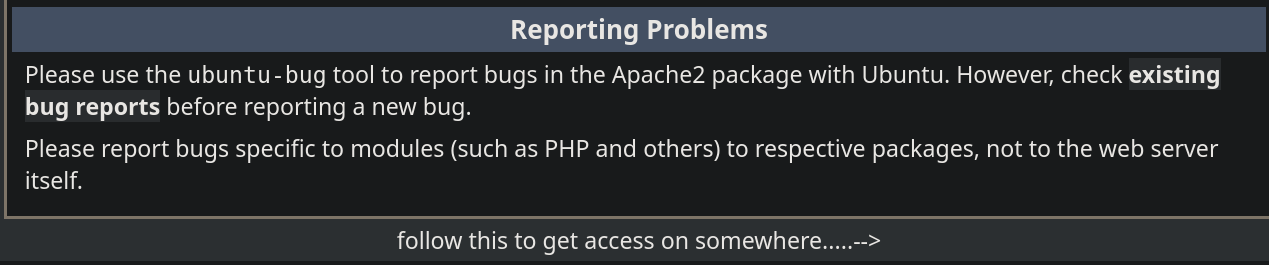 Reporting Problems
Please use the ubuntu-bug tool to report bugs in the Apache2 package with Ubuntu. However, check existing
bug reports before reporting a new bug.
Please report bugs specific to modules (such as PHP and others) to respective packages, not to the web server
itself.
follow this to get access on somewhere.....-->